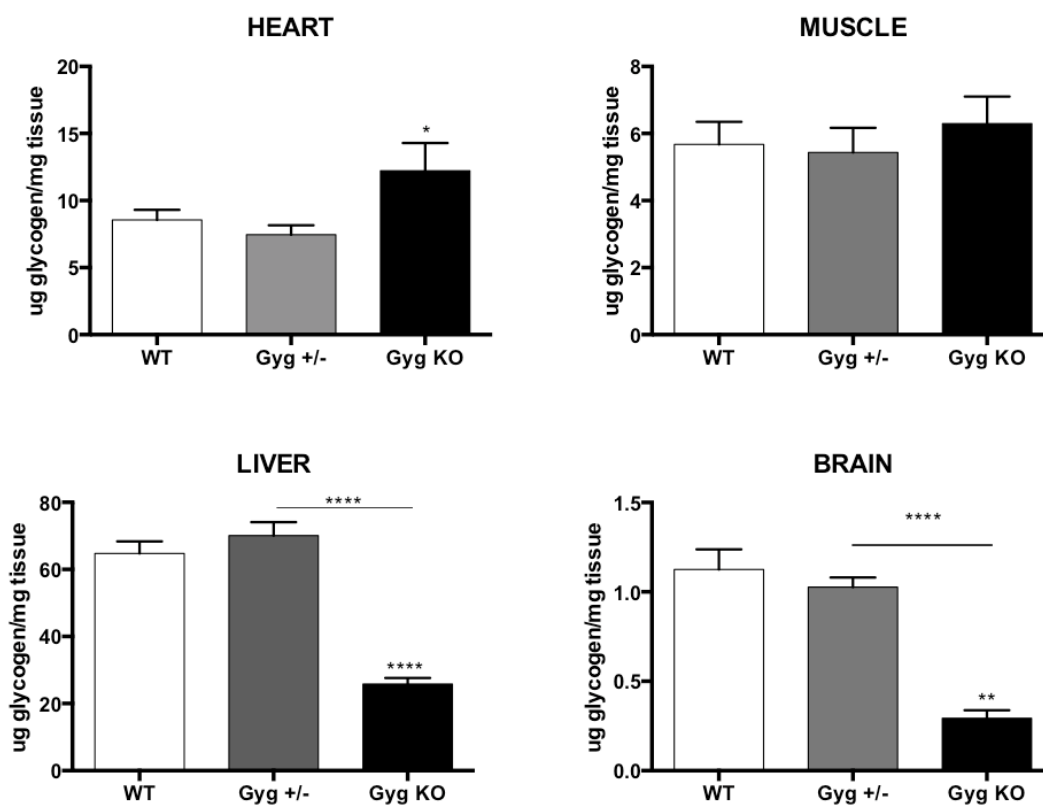 HEART
ug glycogen/mg tissue
20
15
10
5
0
*
WT
Gyg +/-
Gyg KO
MUSCLE
ug glycogen/mg tissue
8
6
4
2
0
WT
Gyg +/-
Gyg KO
LIVER
ug glycogen/mg tissue
80
60
40
20
0
****
****
WT
Gyg +/-
Gyg KO
BRAIN
ug glycogen/mg tissue
1.5
1.0
0.5
0.0
****
**
WT
Gyg +/-
Gyg KO